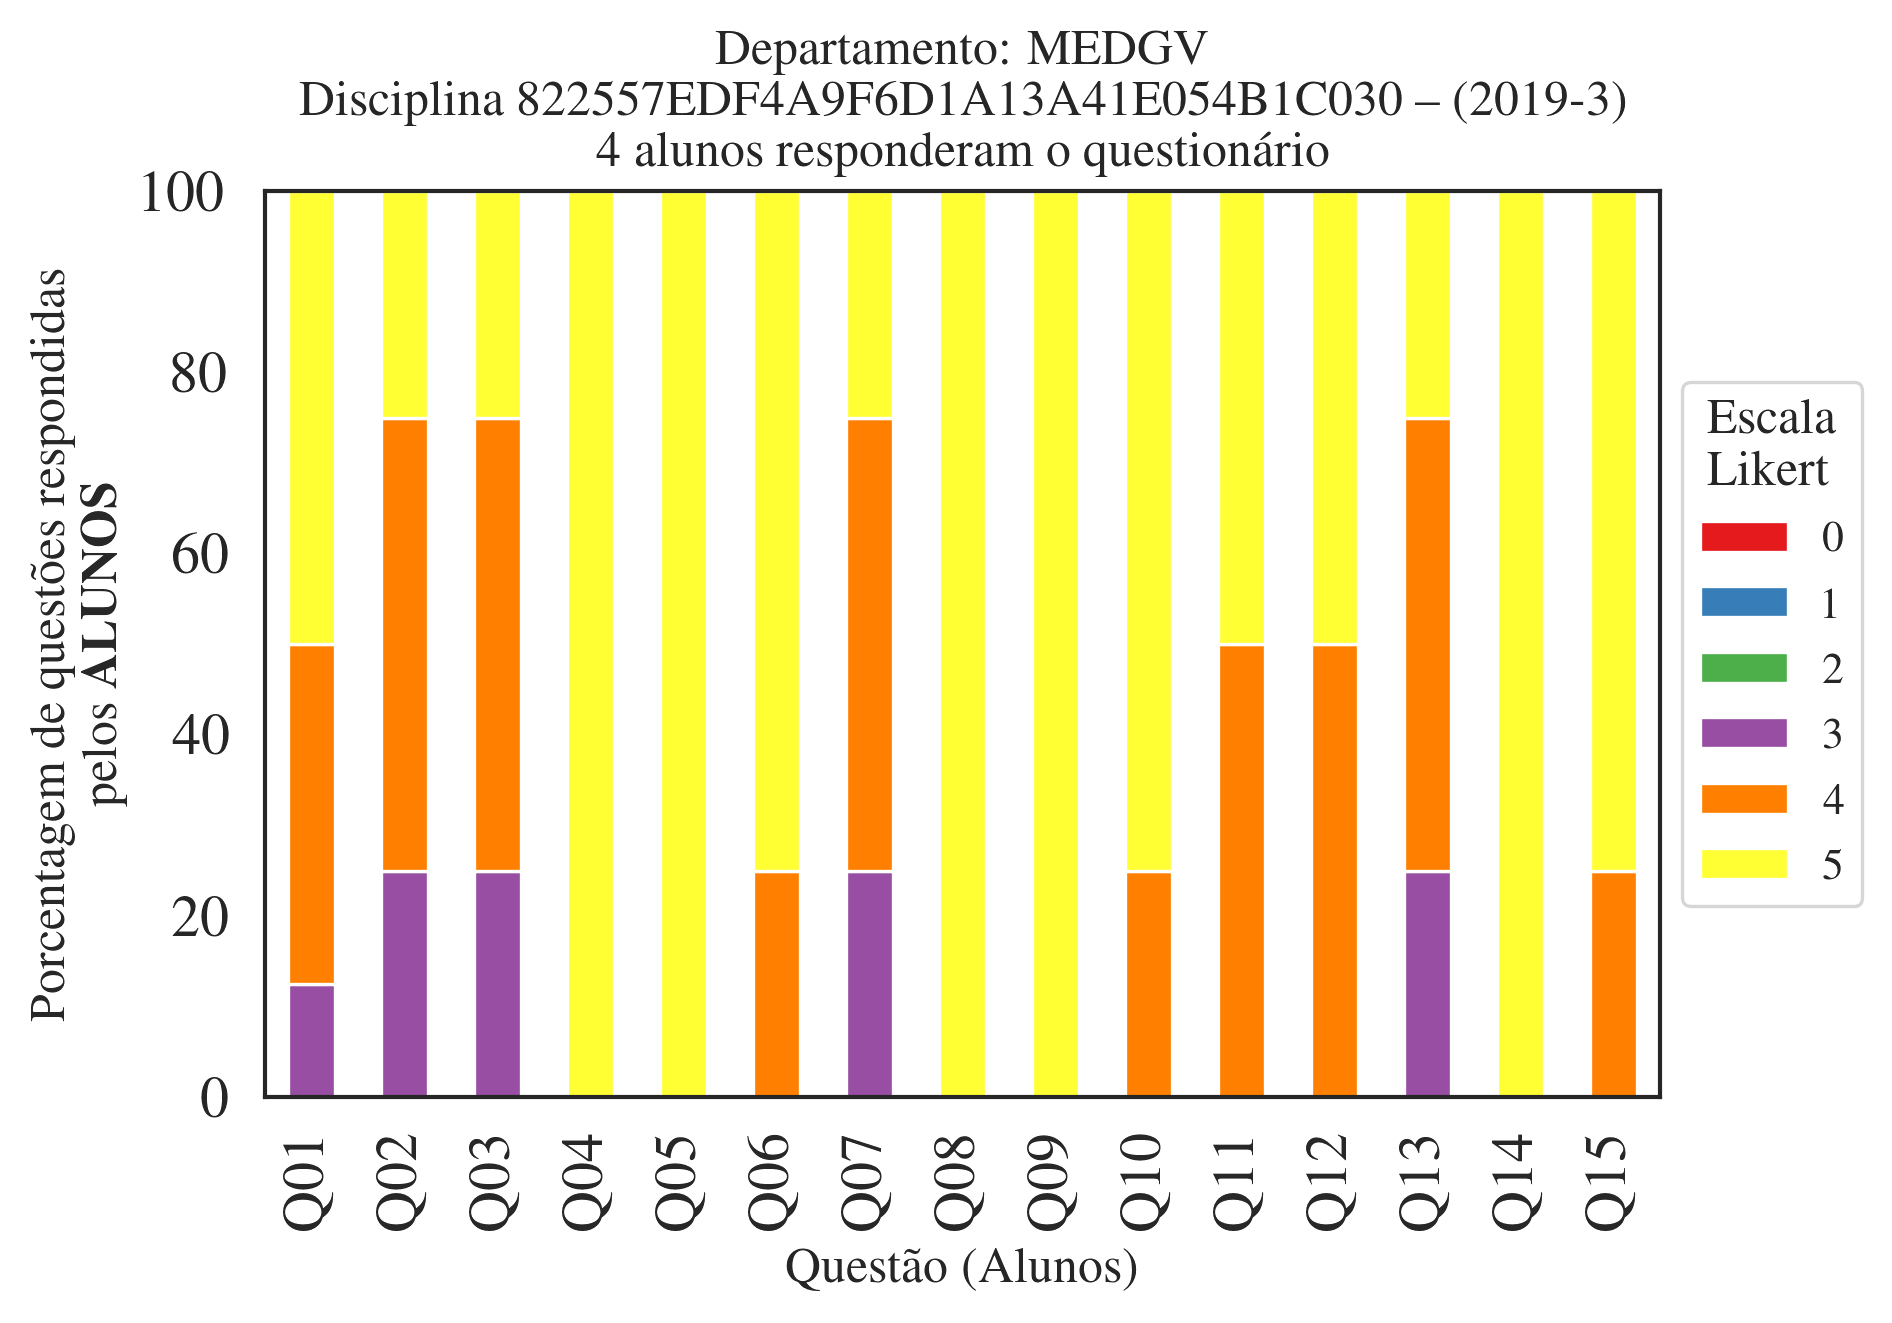 Departamento: MEDGV
Disciplina 822557EDF4A9F6D1A13A41E054B1C030 – (2019-3)
4 alunos responderam o questionário
Porcentagem de questões respondidas
pelos ALUNOS
100
80
60
40
20
0
Q01
Q02
Q03
Q04
Q05
Q06
Q07
Q08
Q09
Q10
Q11
Q12
Q13
Q14
Q15
Questão (Alunos)
Escala
Likert
0
1
2
3
4
5